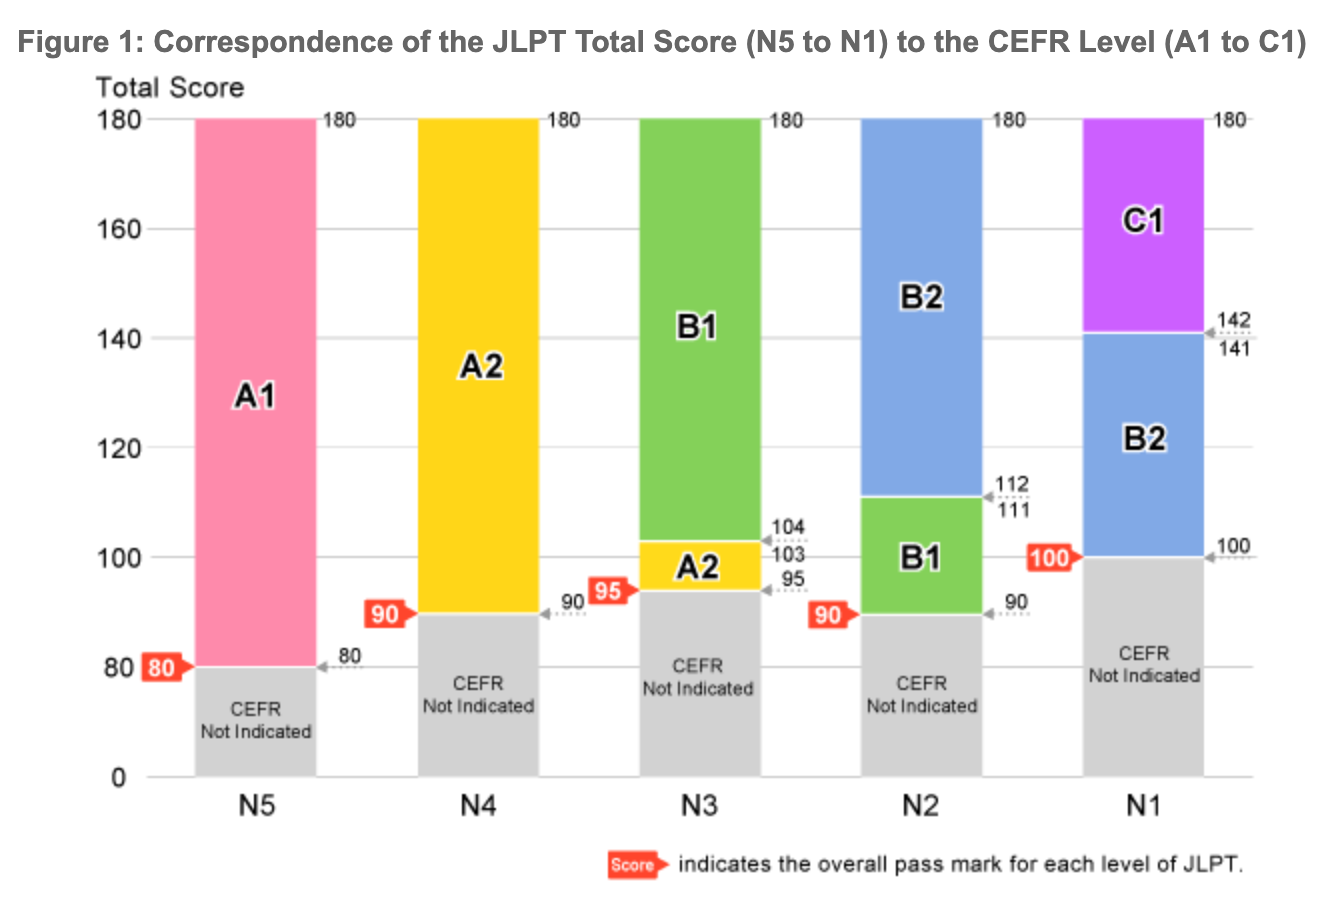 Figure 1: Correspondence of the JLPT Total Score (N5 to N1) to the CEFR Level (A1 to C1)
Total Score
180 180 180 180 180 180
160
C1
B2
B1
142
140
141
A2
A1
B2
120
112
111
104
103
100 A2 B1 100 100
95 95
90 90 90 90
80 80 80
CEFR
Not Indicated
CEFR
Not Indicated
CEFR
Not Indicated
CEFR
Not Indicated
CEFR
Not Indicated
0
N5 N4 N3 N2 N1
Score indicates the overall pass mark for each level of JLPT.